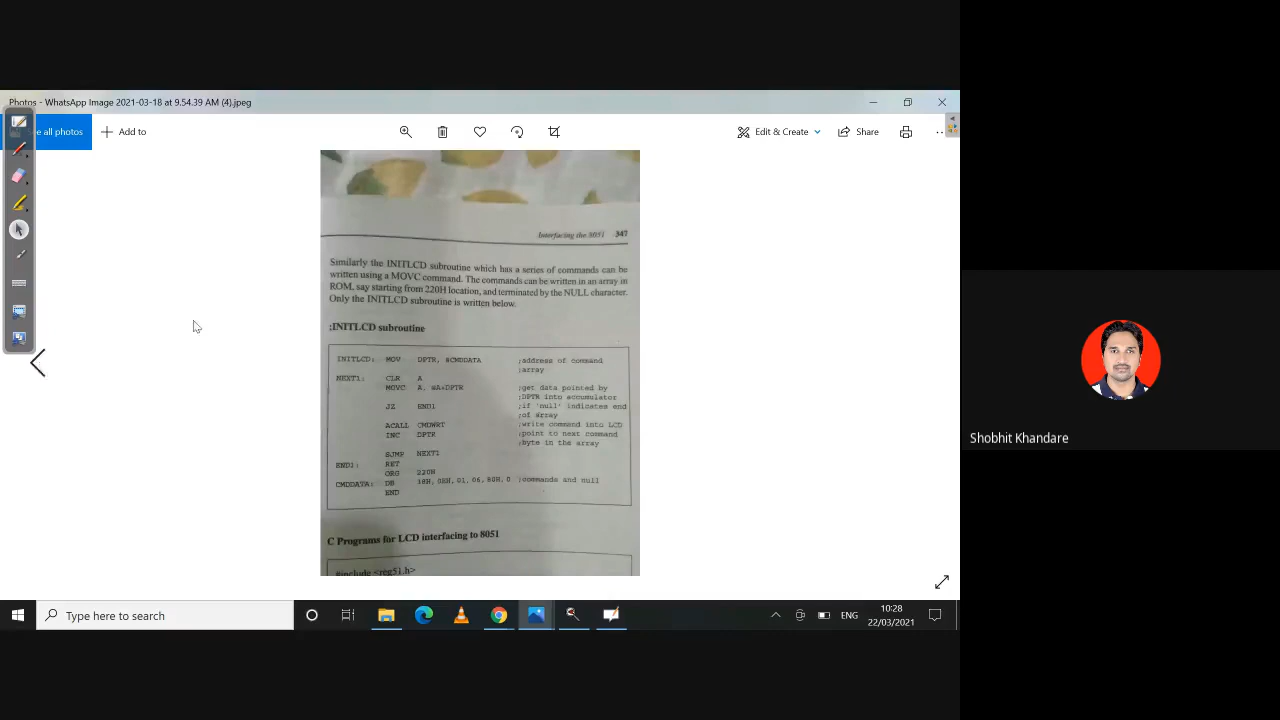 Photos - WhatsApp Image 2021-03-18 at 9.54.39 AM (4).jpeg
ee all photos
Add to
Edit & Create
Share
Interfacing the 8051 347
Similarly the INITLCD subroutine which has a series of commands can be
written using a MOVC command. The commands can be written in an array in
ROM, say starting from 220H location, and terminated by the NULL character.
Only the INITLCD subroutine is written below.
;INITLCD subroutine
INITLCD: MOV DPTR, #CMDDATA ;address of command
;array
NEXT1: CLR A
MOVC A, @A+DPTR ;get data pointed by
;DPTR into accumulator
JZ END1 ;if 'null' indicates end
;of array
ACALL CMDWRT ;write command into LCD
INC DPTR ;point to next command
;byte in the array
SJMP NEXT1
END1: RET
ORG 220H
CMDDATA: DB 38H, 0EH, 01, 06, 80H, 0 ;commands and null
END
C Programs for LCD interfacing to 8051
#include <reg51.h>
Shobhit Khandare
Type here to search
ENG
10:28
22/03/2021